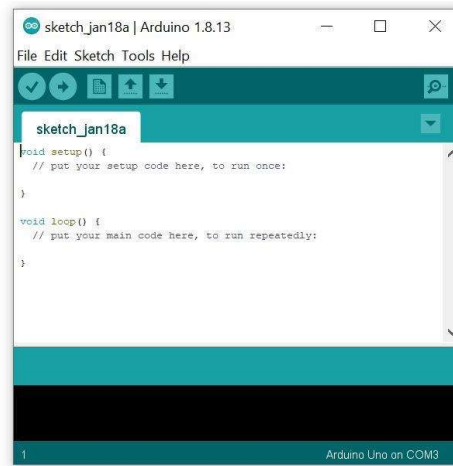 sketch_jan18a | Arduino 1.8.13
File Edit Sketch Tools Help
sketch_jan18a
void setup() {
  // put your setup code here, to run once:
}
void loop() {
  // put your main code here, to run repeatedly:
}
1 Arduino Uno on COM3